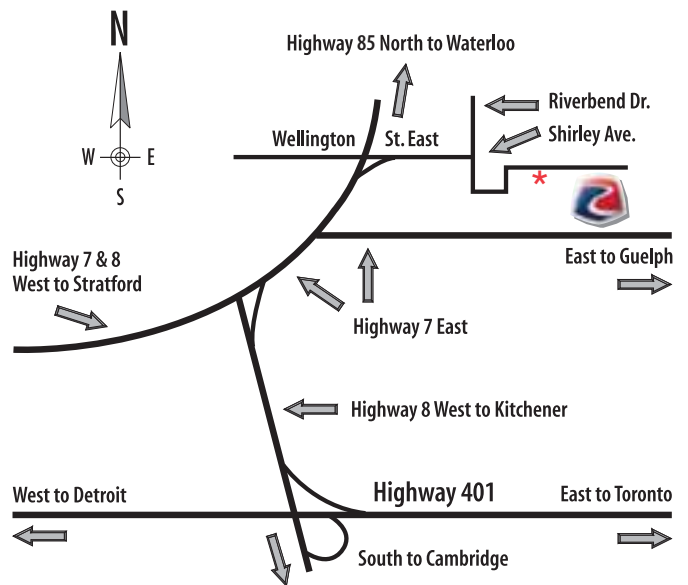 N
Highway 85 North to Waterloo
Riverbend Dr.
Wellington St. East
Shirley Ave.
W E
S
*
Highway 7 & 8
West to Stratford
East to Guelph
Highway 7 East
Highway 8 West to Kitchener
West to Detroit
Highway 401
East to Toronto
South to Cambridge